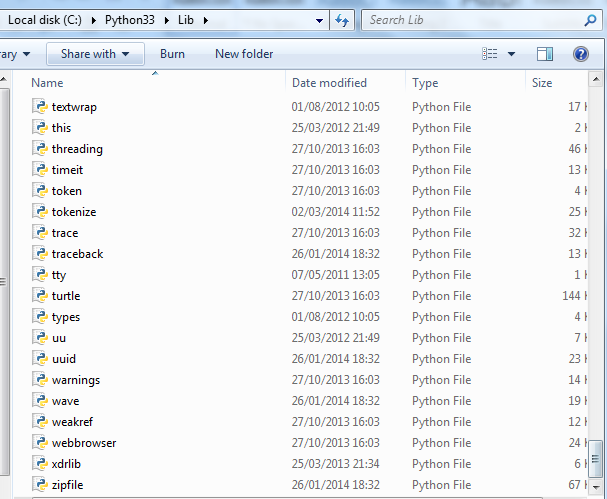 Local disk (C:) Python33 Lib Search Lib
rary Share with Burn New folder
Name Date modified Type Size
textwrap 01/08/2012 10:05 Python File 17 K
this 25/03/2012 21:49 Python File 2 K
threading 27/10/2013 16:03 Python File 46 K
timeit 27/10/2013 16:03 Python File 13 K
token 27/10/2013 16:03 Python File 4 K
tokenize 02/03/2014 11:52 Python File 25 K
trace 27/10/2013 16:03 Python File 32 K
traceback 26/01/2014 18:32 Python File 13 K
tty 07/05/2011 13:05 Python File 1 K
turtle 27/10/2013 16:03 Python File 144 K
types 01/08/2012 10:05 Python File 4 K
uu 25/03/2012 21:49 Python File 7 K
uuid 26/01/2014 18:32 Python File 23 K
warnings 27/10/2013 16:03 Python File 14 K
wave 26/01/2014 18:32 Python File 19 K
weakref 27/10/2013 16:03 Python File 12 K
webbrowser 27/10/2013 16:03 Python File 24 K
xdrlib 25/03/2013 21:34 Python File 6 K
zipfile 26/01/2014 18:32 Python File 67 K